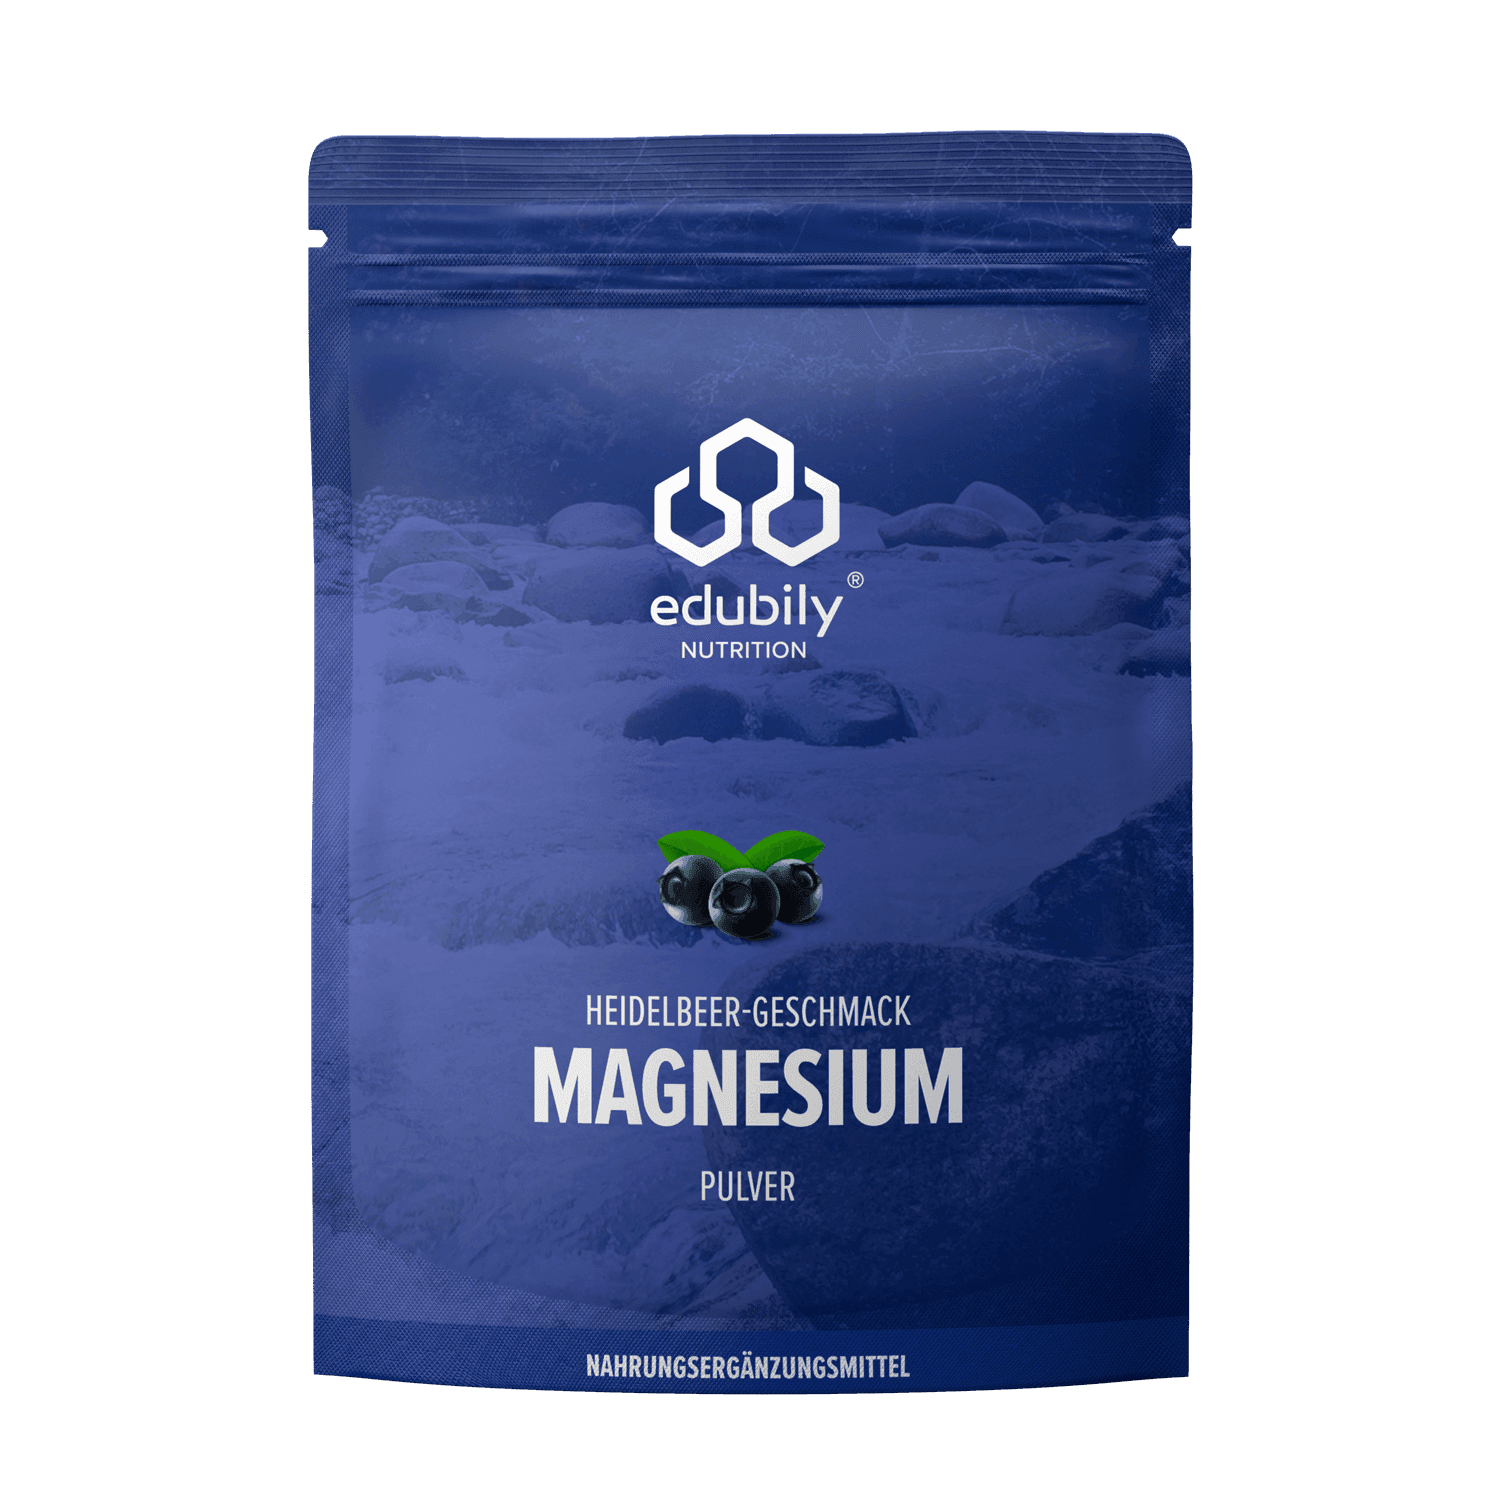 edubily®
NUTRITION
HEIDELBEER-GESCHMACK
MAGNESIUM
PULVER
NAHRUNGSERGÄNZUNGSMITTEL